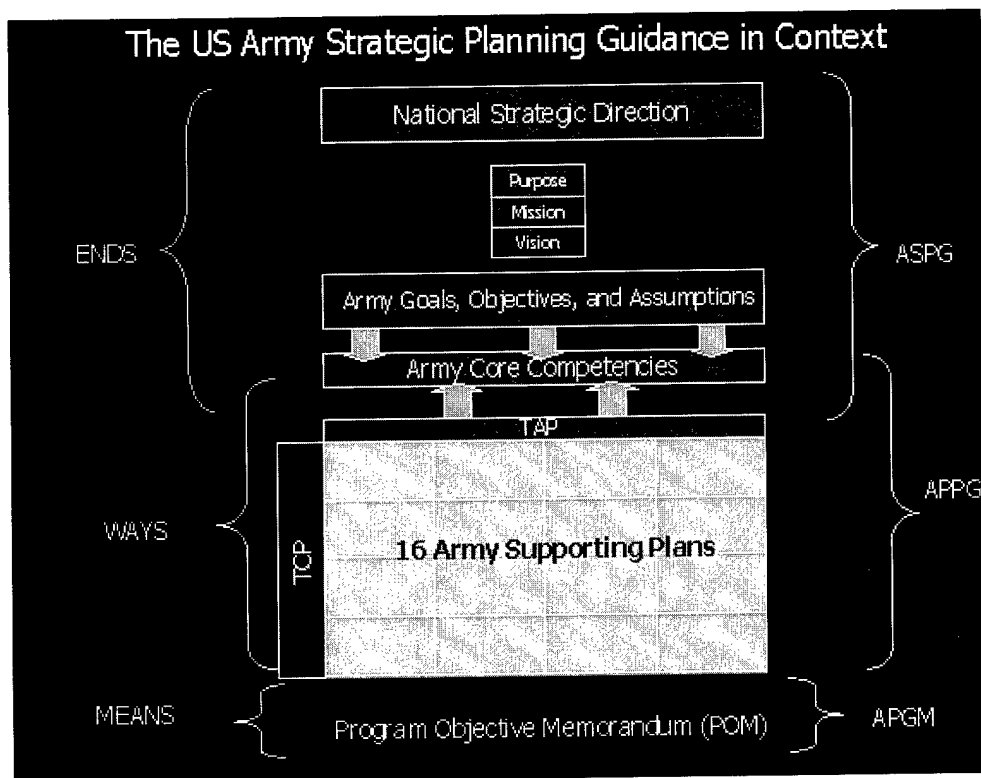 The US Army Strategic Planning Guidance in Context
National Strategic Direction
Purpose
Mission
Vision
ENDS
ASPG
Army Goals, Objectives, and Assumptions
Army Core Competencies
TAP
WAYS
TCP
16 Army Supporting Plans
APPG
MEANS
Program Objective Memorandum (POM)
APGM